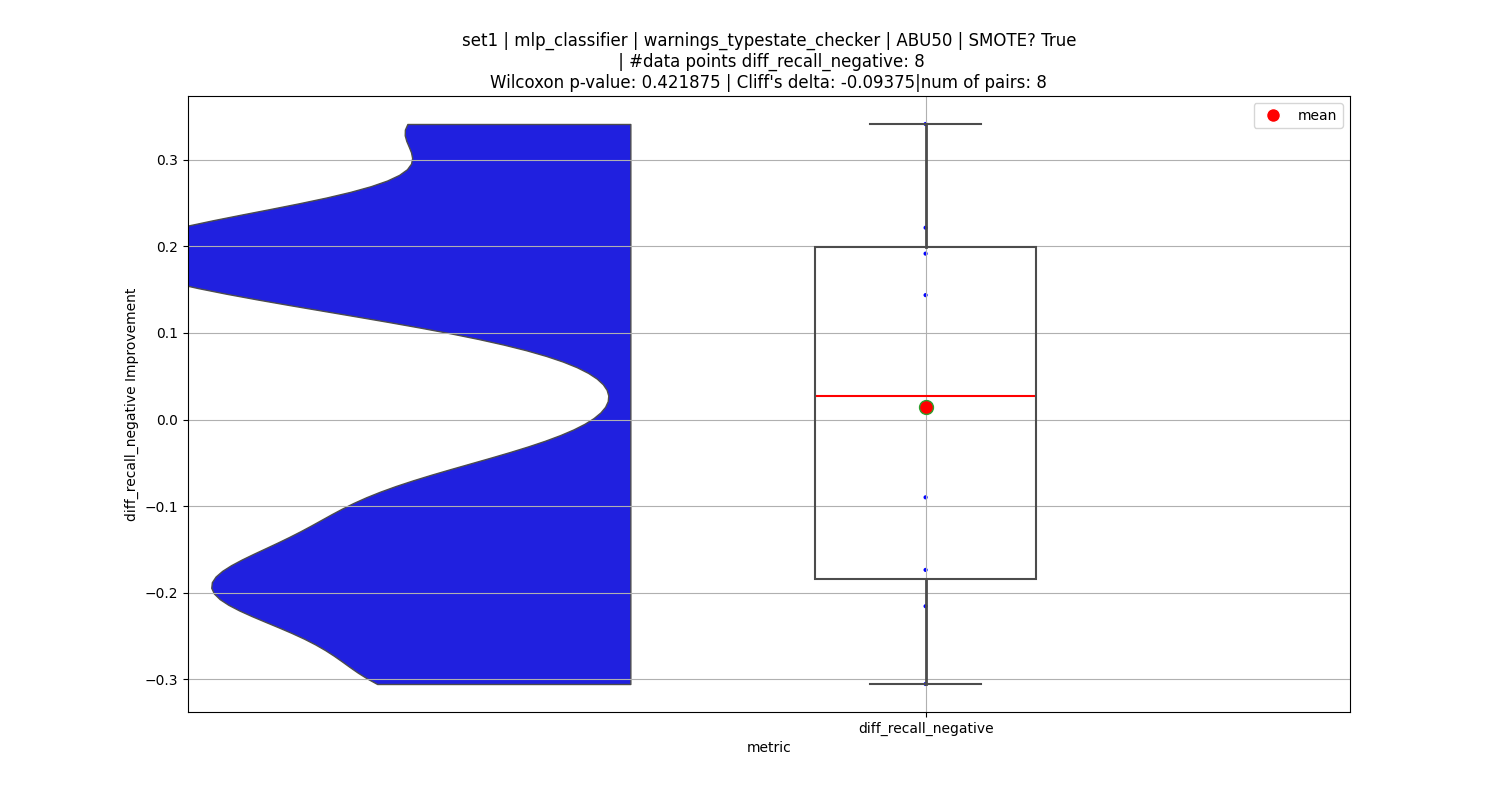 set1 | mlp_classifier | warnings_typestate_checker | ABU50 | SMOTE? True
| #data points diff_recall_negative: 8
Wilcoxon p-value: 0.421875 | Cliff's delta: -0.09375|num of pairs: 8
mean
0.3
0.2
0.1
0.0
−0.1
−0.2
−0.3
diff_recall_negative Improvement
diff_recall_negative
metric